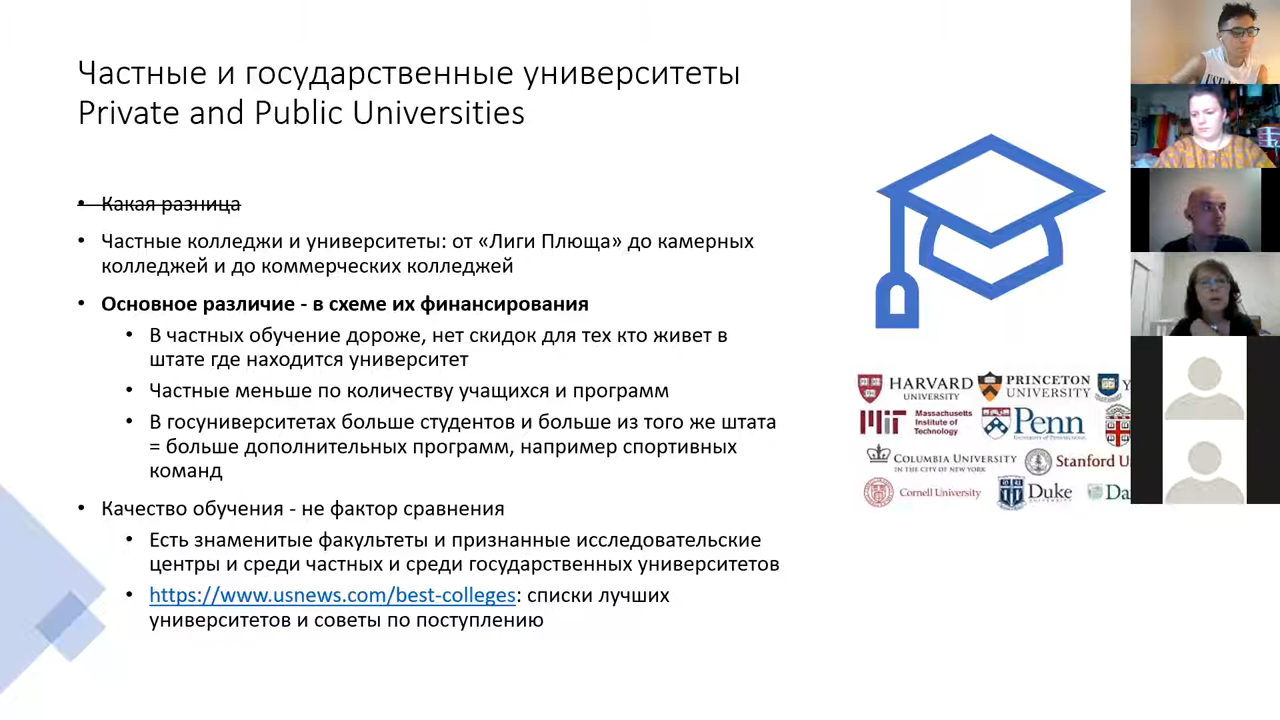 Частные и государственные университеты
Private and Public Universities
• Какая разница
• Частные колледжи и университеты: от «Лиги Плюща» до камерных
колледжей и до коммерческих колледжей
• Основное различие - в схеме их финансирования
• В частных обучение дороже, нет скидок для тех кто живет в
штате где находится университет
• Частные меньше по количеству учащихся и программ
• В госуниверситетах больше студентов и больше из того же штата
= больше дополнительных программ, например спортивных
команд
• Качество обучения - не фактор сравнения
• Есть знаменитые факультеты и признанные исследовательские
центры и среди частных и среди государственных университетов
• https://www.usnews.com/best-colleges: списки лучших
университетов и советы по поступлению
HARVARD
UNIVERSITY
PRINCETON
UNIVERSITY
Y
MIT
Massachusetts
Institute of
Technology
Penn
UNIVERSITY OF PENNSYLVANIA
COLUMBIA UNIVERSITY
IN THE CITY OF NEW YORK
Stanford U
Cornell University
Duke
Da